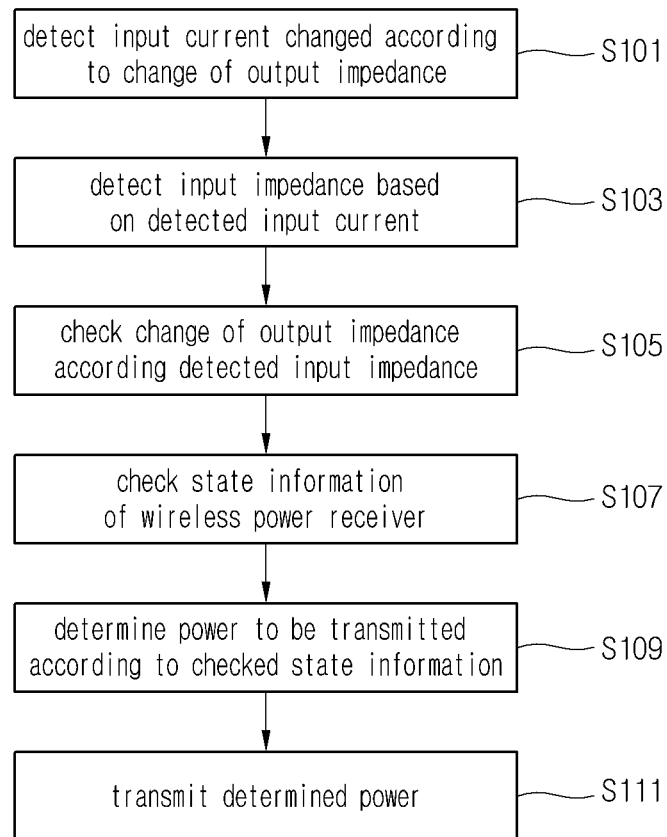 detect input current changed according
to change of output impedance
S101
detect input impedance based
on detected input current
S103
check change of output impedance
according detected input impedance
S105
check state information
of wireless power receiver
S107
determine power to be transmitted
according to checked state information
S109
transmit determined power
S111